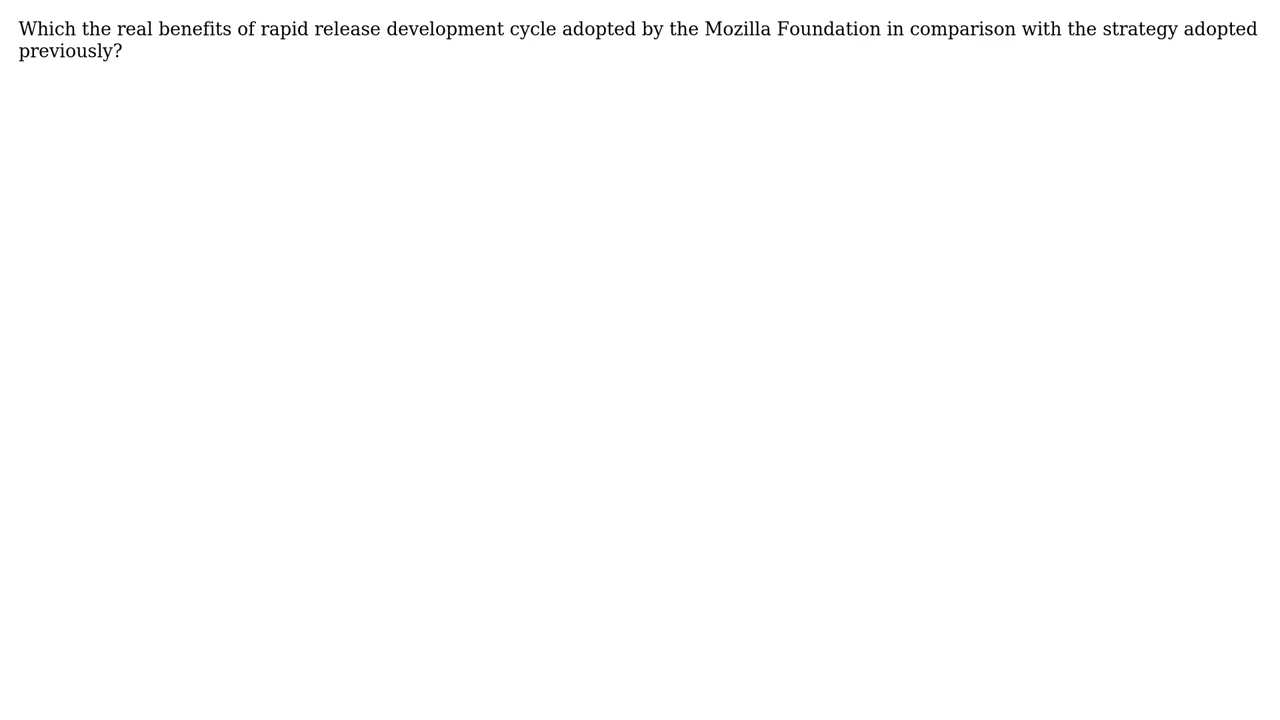 Which the real benefits of rapid release development cycle adopted by the Mozilla Foundation in comparison with the strategy adopted
previously?